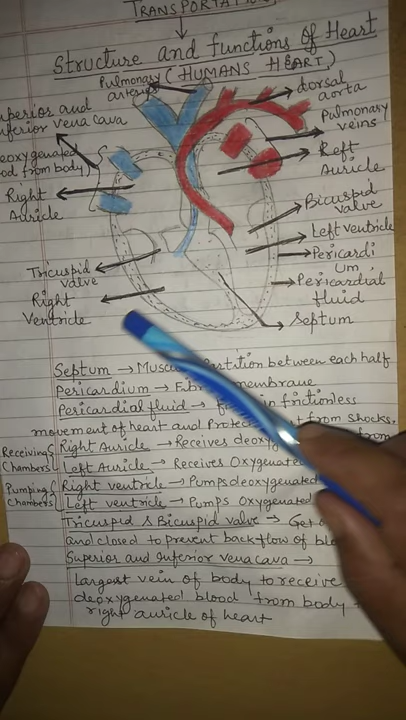 TRANSPORTATION
Structure and functions of Heart
(HUMANS HEART)
Pulmonary
arteries
dorsal
aorta
Superior and
Inferior vena cava
(Deoxygenated
blood from body)
Pulmonary
veins
Left
Auricle
Right
Auricle
Bicuspid
valve
Left ventricle
Pericardi
um
Tricuspid
valve
Pericardial
fluid
Right
Ventricle
Septum
Septum → partition between each half
Pericardium → membrane
Pericardial fluid → in frictionless
movement of heart and from shocks.
Receiving
Chambers
Right Auricle → Receives from
Left Auricle → Receives Oxygenated
Pumping
Chambers
Right ventricle → Pumps deoxygenated
Left ventricle → Pumps Oxygenated
Tricuspid & Bicuspid valve → Get
and closed to prevent backflow of
Superior and Inferior venacava →
Largest vein of body to receive
deoxygenated blood from body
right auricle of heart